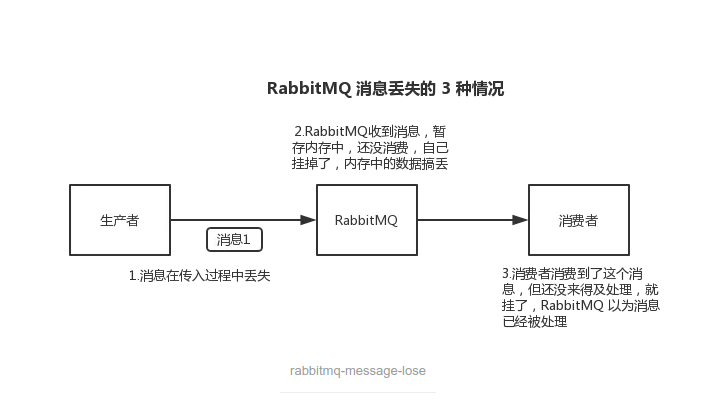 RabbitMQ 消息丢失的 3 种情况
2.RabbitMQ收到消息，暂
存内存中，还没消费，自己
挂掉了，内存中的数据搞丢
生产者
RabbitMQ
消费者
消息1
1.消息在传入过程中丢失
3.消费者消费到了这个消
息，但还没来得及处理，就
挂了，RabbitMQ 以为消息
已经被处理
rabbitmq-message-lose